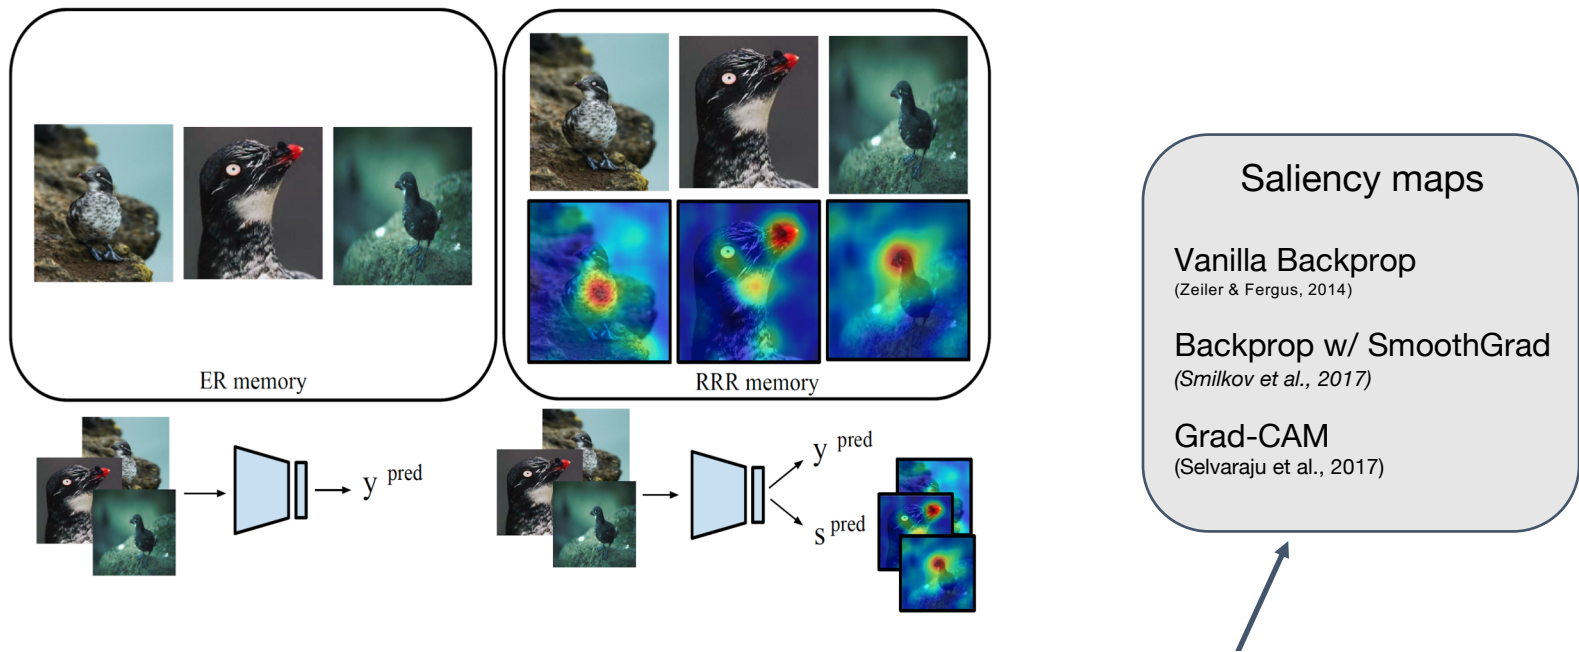 ER memory
RRR memory
y pred
y pred
s pred
Saliency maps
Vanilla Backprop
(Zeiler & Fergus, 2014)
Backprop w/ SmoothGrad
(Smilkov et al., 2017)
Grad-CAM
(Selvaraju et al., 2017)